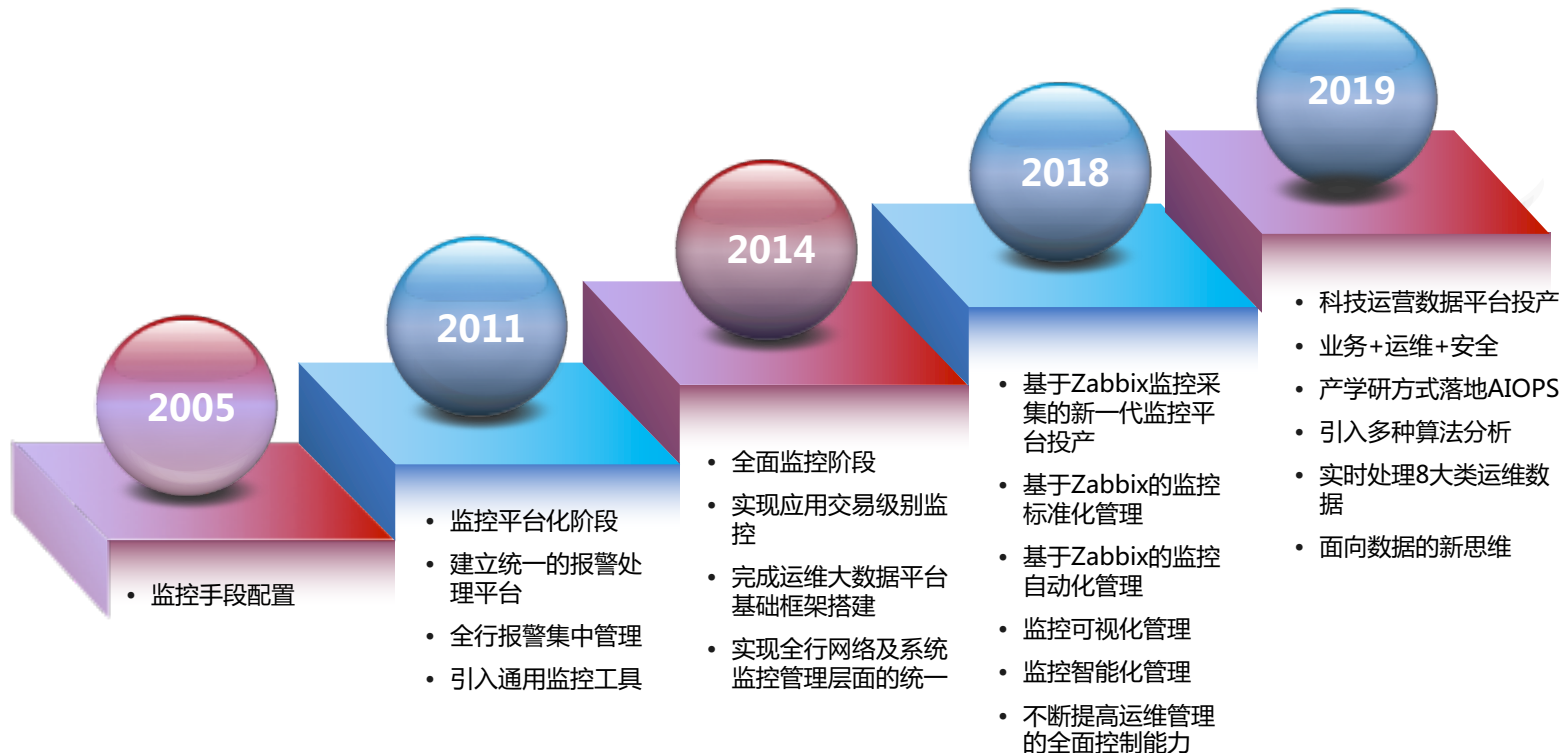 2005
• 监控手段配置
2011
• 监控平台化阶段
• 建立统一的报警处
理平台
• 全行报警集中管理
• 引入通用监控工具
2014
• 全面监控阶段
• 实现应用交易级别监
控
• 完成运维大数据平台
基础框架搭建
• 实现全行网络及系统
监控管理层面的统一
2018
• 基于Zabbix监控采
集的新一代监控平
台投产
• 基于Zabbix的监控
标准化管理
• 基于Zabbix的监控
自动化管理
• 监控可视化管理
• 监控智能化管理
• 不断提高运维管理
的全面控制能力
2019
• 科技运营数据平台投产
• 业务+运维+安全
• 产学研方式落地AIOPS
• 引入多种算法分析
• 实时处理8大类运维数
据
• 面向数据的新思维